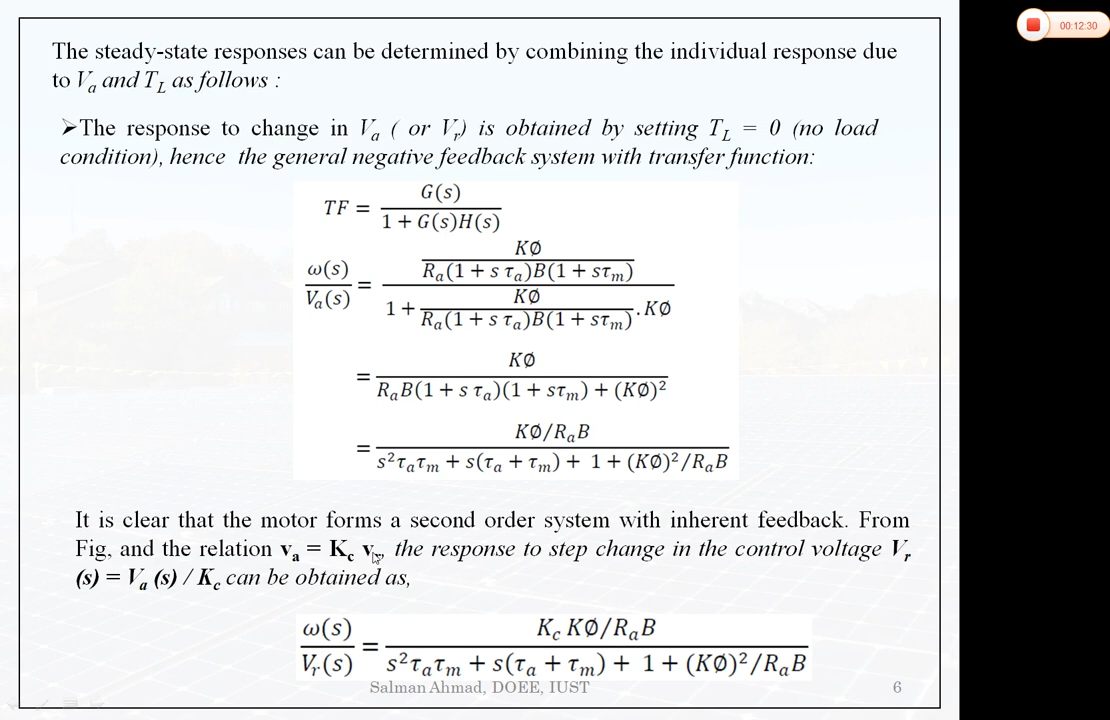 The steady-state responses can be determined by combining the individual response due
to Vₐ and T_L as follows :
➤The response to change in Vₐ ( or Vᵣ) is obtained by setting T_L = 0 (no load
condition), hence the general negative feedback system with transfer function:
TF = G(s) / 1 + G(s)H(s)
ω(s) / Vₐ(s) = KØ / Rₐ(1 + s τₐ)B(1 + sτₘ) / 1 + KØ / Rₐ(1 + s τₐ)B(1 + sτₘ) . KØ
= KØ / RₐB(1 + s τₐ)(1 + sτₘ) + (KØ)²
= KØ/RₐB / s²τₐτₘ + s(τₐ + τₘ) + 1 + (KØ)²/RₐB
It is clear that the motor forms a second order system with inherent feedback. From
Fig, and the relation vₐ = K_c vᵣ, the response to step change in the control voltage Vᵣ
(s) = Vₐ (s) / K_c can be obtained as,
ω(s) / Vᵣ(s) = K_c KØ/RₐB / s²τₐτₘ + s(τₐ + τₘ) + 1 + (KØ)²/RₐB
Salman Ahmad, DOEE, IUST 6
00:12:30